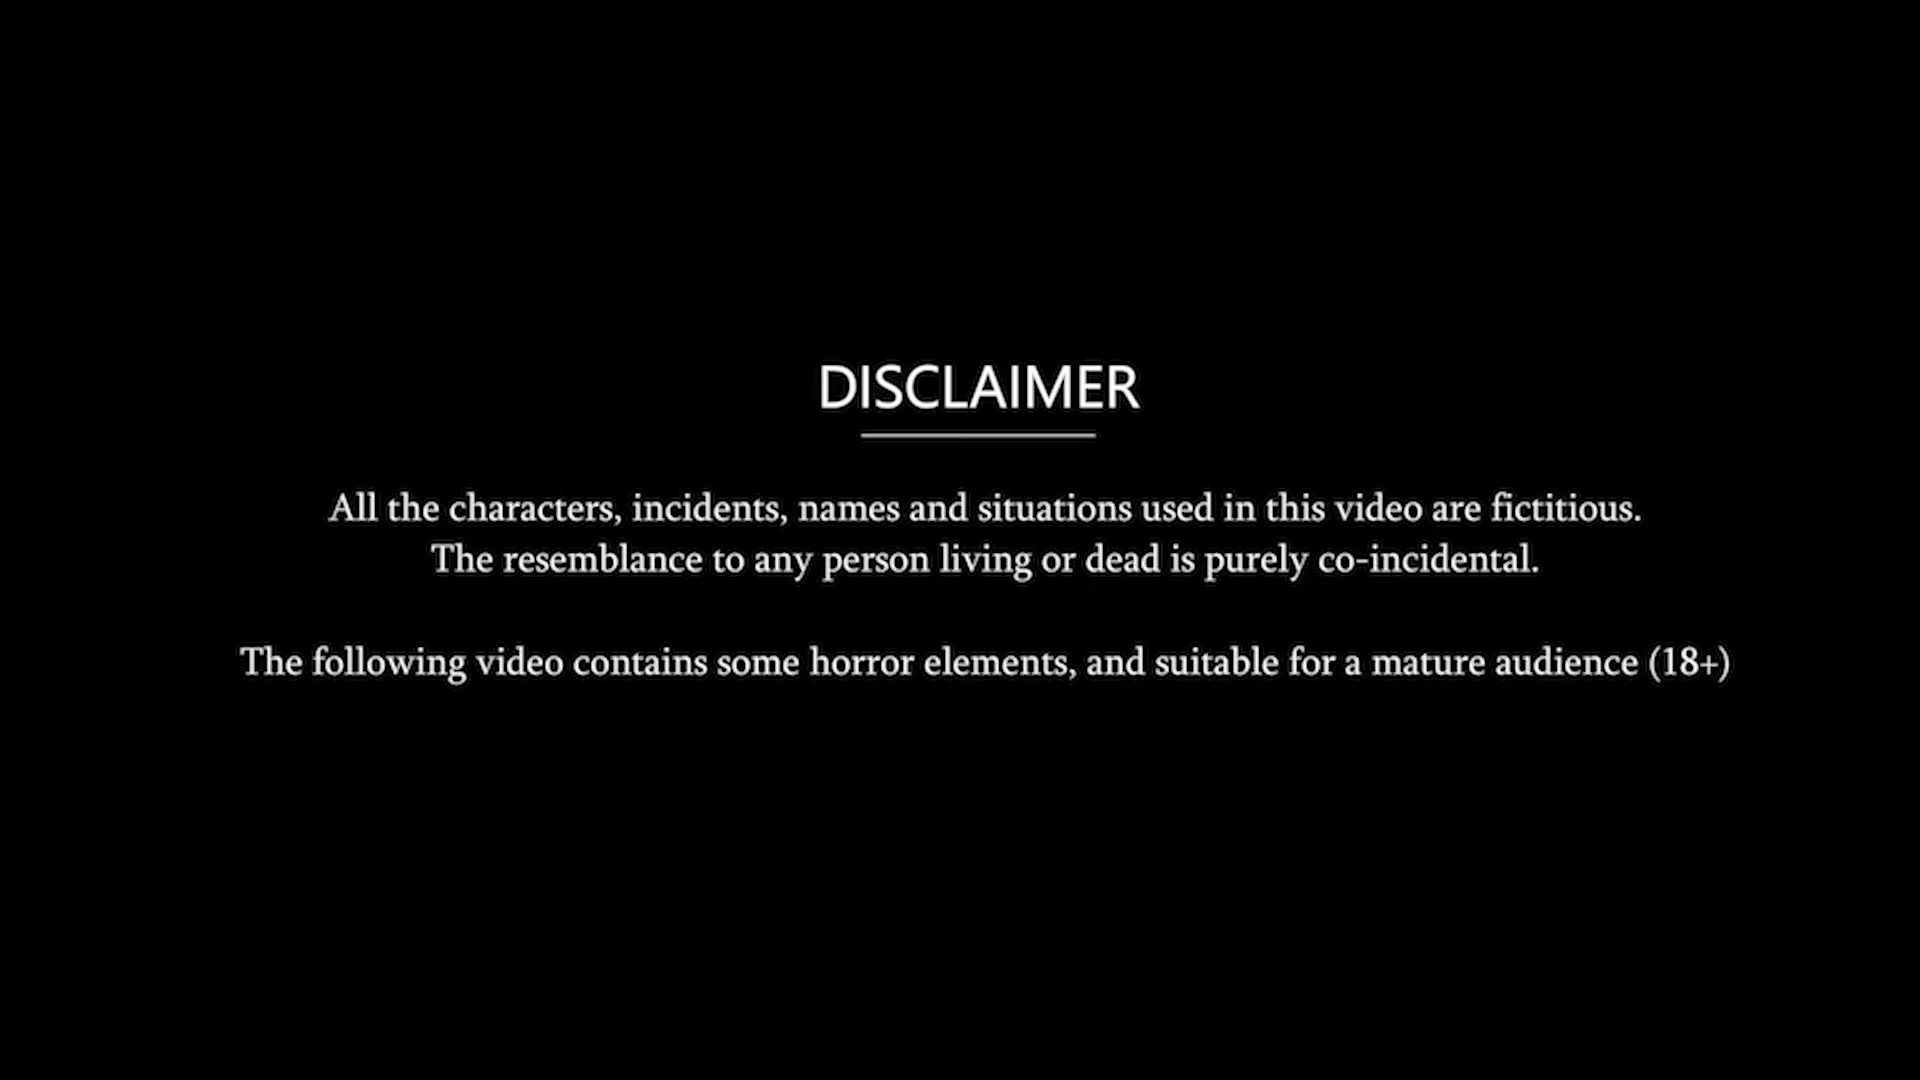 DISCLAIMER
All the characters, incidents, names and situations used in this video are fictitious.
The resemblance to any person living or dead is purely co-incidental.
The following video contains some horror elements, and suitable for a mature audience (18+)